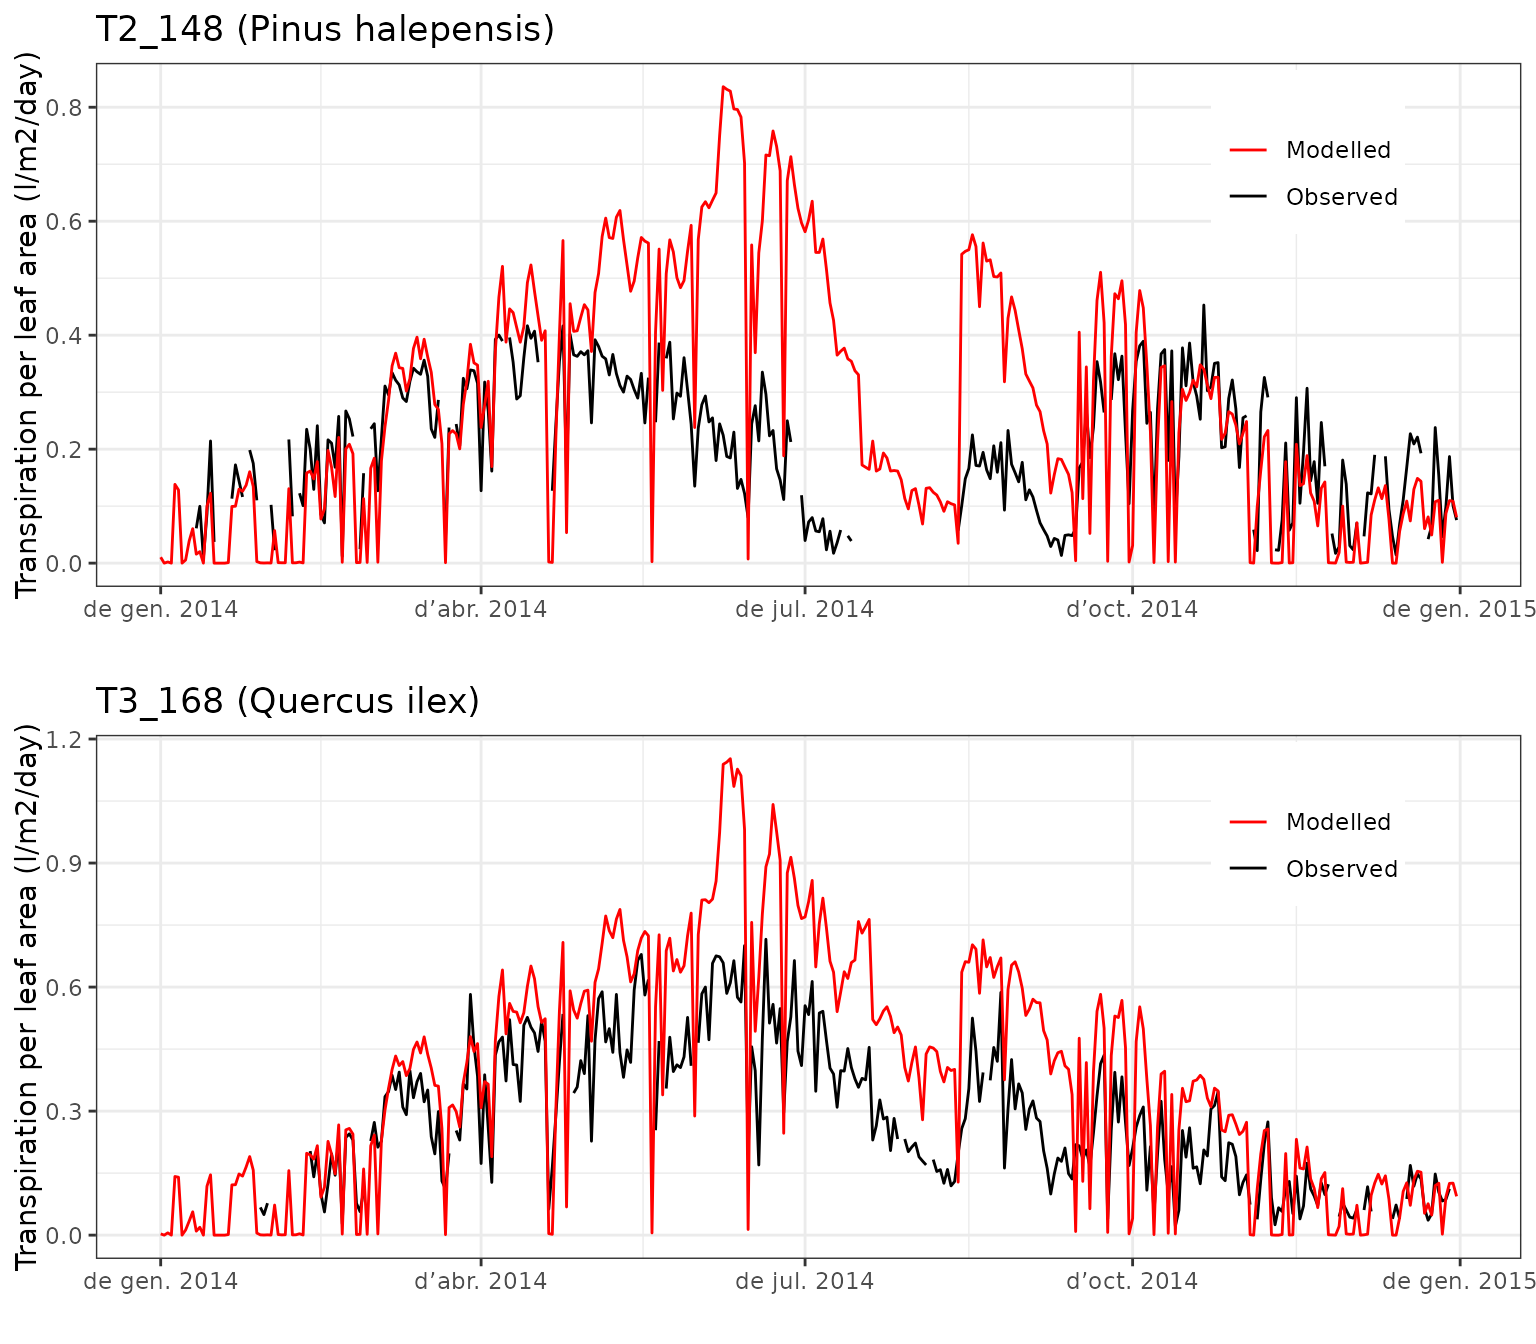 T2_148 (Pinus halepensis)
Transpiration per leaf area (l/m2/day)
0.8
0.6
0.4
0.2
0.0
Modelled
Observed
de gen. 2014 d’abr. 2014 de jul. 2014 d’oct. 2014 de gen. 2015
T3_168 (Quercus ilex)
Transpiration per leaf area (l/m2/day)
1.2
0.9
0.6
0.3
0.0
Modelled
Observed
de gen. 2014 d’abr. 2014 de jul. 2014 d’oct. 2014 de gen. 2015